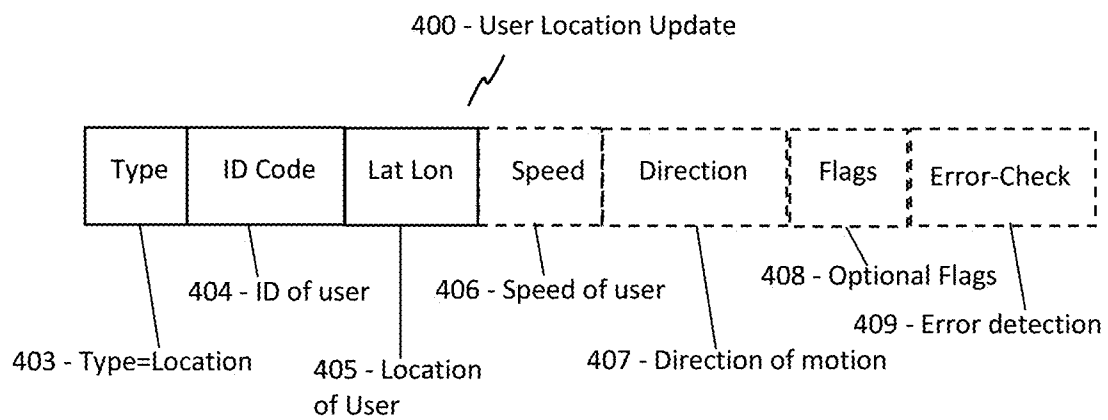 400 - User Location Update
Type ID Code Lat Lon Speed Direction Flags Error-Check
404 - ID of user
406 - Speed of user
408 - Optional Flags
409 - Error detection
403 - Type=Location
405 - Location
of User
407 - Direction of motion